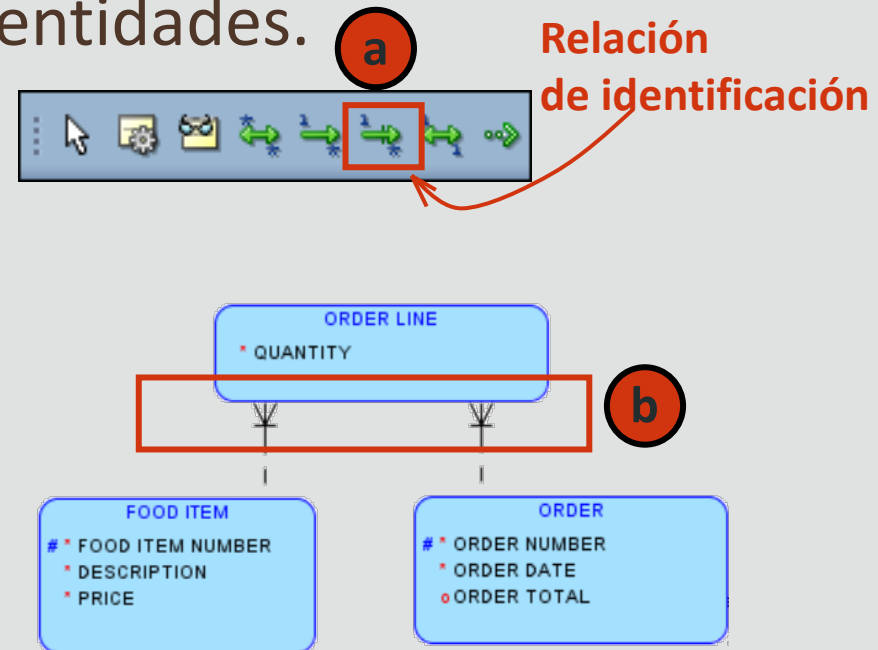 entidades.
a
Relación
de identificación
ORDER LINE
* QUANTITY
b
FOOD ITEM
# * FOOD ITEM NUMBER
* DESCRIPTION
* PRICE
ORDER
# * ORDER NUMBER
* ORDER DATE
o ORDER TOTAL